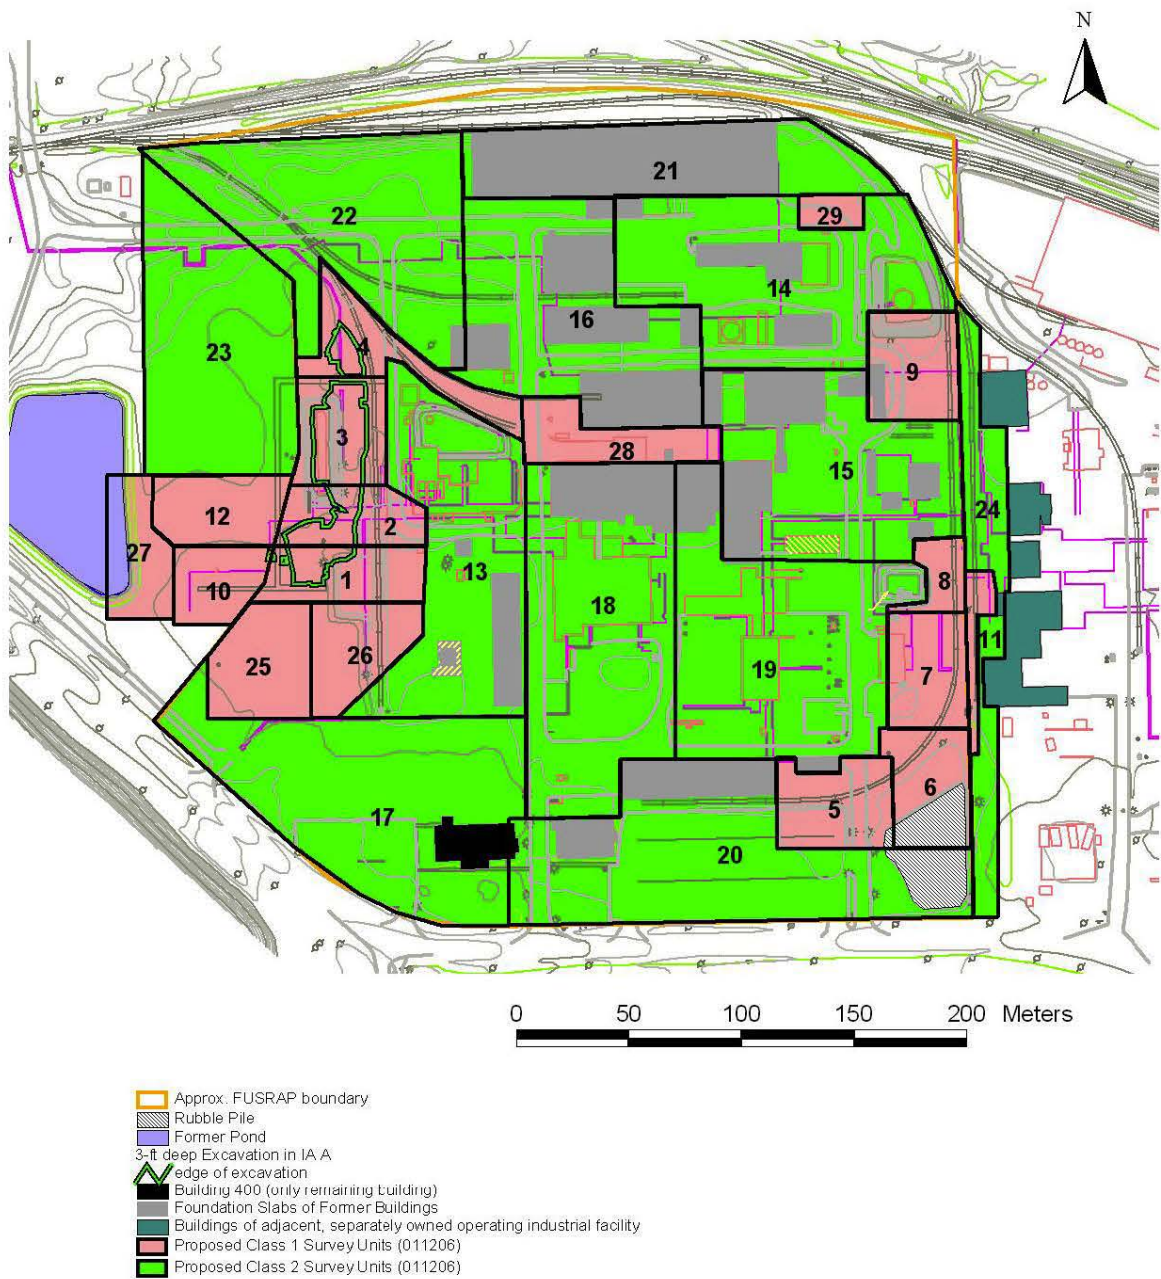 N
21
29
22
14
16
4
23
9
3
28
15
12
2
24
27
13
8
10
1
18
11
26
25
19
7
6
5
17
20
0 50 100 150 200 Meters
Approx. FUSRAP boundary
Rubble Pile
Former Pond
3-ft deep Excavation in IA A
edge of excavation
Building 400 (only remaining building)
Foundation Slabs of Former Buildings
Buildings of adjacent, separately owned operating industrial facility
Proposed Class 1 Survey Units (011206)
Proposed Class 2 Survey Units (011206)